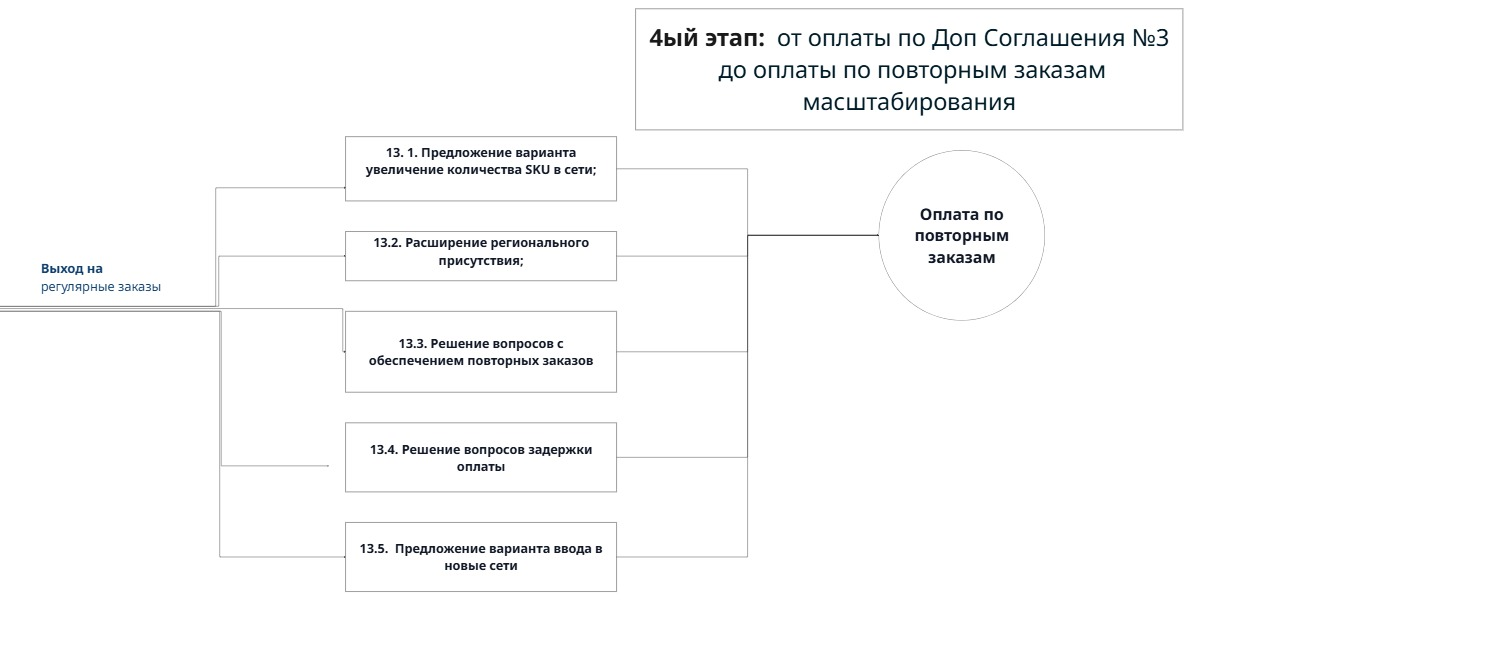 4ый этап: от оплаты по Доп Соглашения №3
до оплаты по повторным заказам
масштабирования
13. 1. Предложение варианта
увеличение количества SKU в сети;
13.2. Расширение регионального
присутствия;
Оплата по
повторным
заказам
Выход на
регулярные заказы
13.3. Решение вопросов с
обеспечением повторных заказов
13.4. Решение вопросов задержки
оплаты
13.5. Предложение варианта ввода в
новые сети